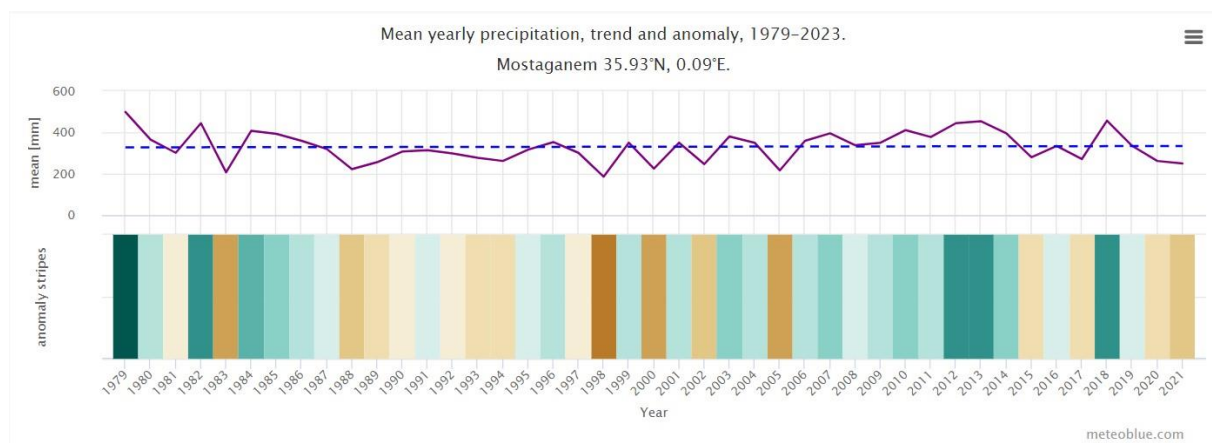 Mean yearly precipitation, trend and anomaly, 1979–2023.
Mostaganem 35.93°N, 0.09°E.
600
400
200
0
mean [mm]
anomaly stripes
1979 1980 1981 1982 1983 1984 1985 1986 1987 1988 1989 1990 1991 1992 1993 1994 1995 1996 1997 1998 1999 2000 2001 2002 2003 2004 2005 2006 2007 2008 2009 2010 2011 2012 2013 2014 2015 2016 2017 2018 2019 2020 2021
Year
meteoblue.com